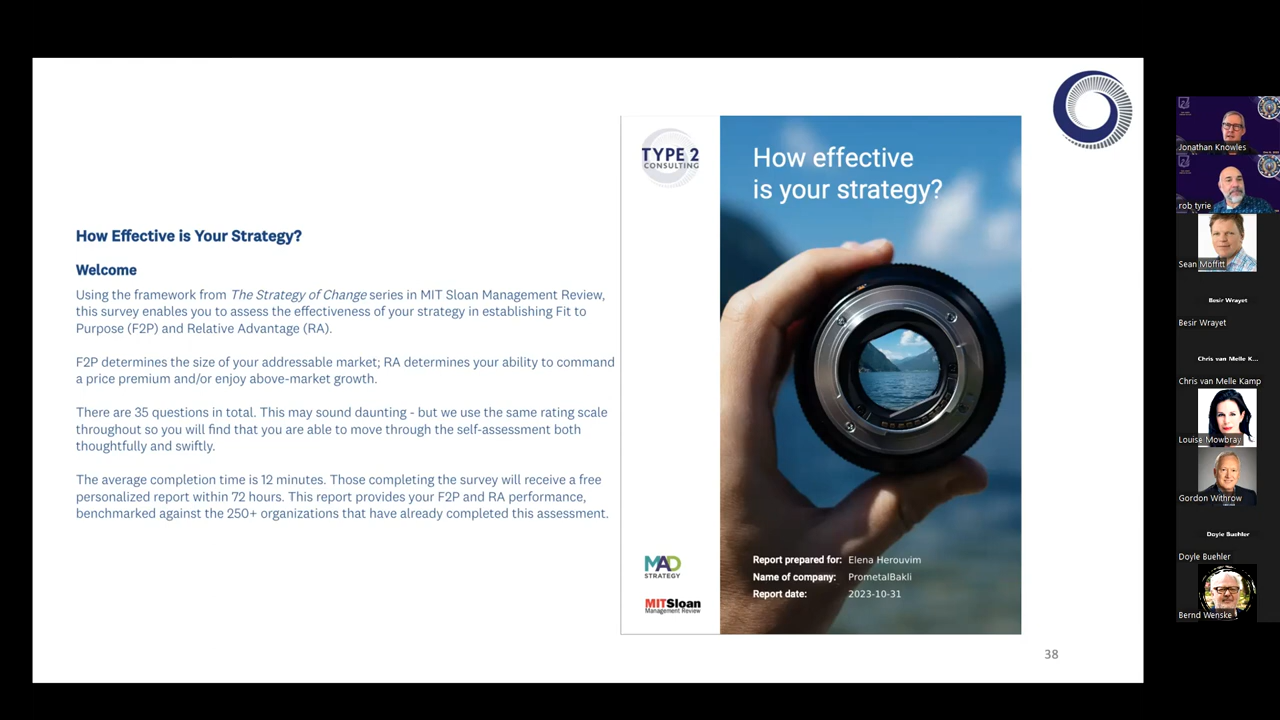 How Effective is Your Strategy?
Welcome
Using the framework from The Strategy of Change series in MIT Sloan Management Review,
this survey enables you to assess the effectiveness of your strategy in establishing Fit to
Purpose (F2P) and Relative Advantage (RA).
F2P determines the size of your addressable market; RA determines your ability to command
a price premium and/or enjoy above-market growth.
There are 35 questions in total. This may sound daunting - but we use the same rating scale
throughout so you will find that you are able to move through the self-assessment both
thoughtfully and swiftly.
The average completion time is 12 minutes. Those completing the survey will receive a free
personalized report within 72 hours. This report provides your F2P and RA performance,
benchmarked against the 250+ organizations that have already completed this assessment.
TYPE 2
CONSULTING
How effective
is your strategy?
MAD
STRATEGY
MITSloan
Management Review
Report prepared for: Elena Herouvim
Name of company: PrometalBakli
Report date: 2023-10-31
38
Jonathan Knowles
rob tyrie
Sean Moffitt
Besir Wrayet
Besir Wrayet
Chris van Melle K...
Chris van Melle Kamp
Louise Mowbray
Gordon Withrow
Doyle Buehler
Doyle Buehler
Bernd Wenske